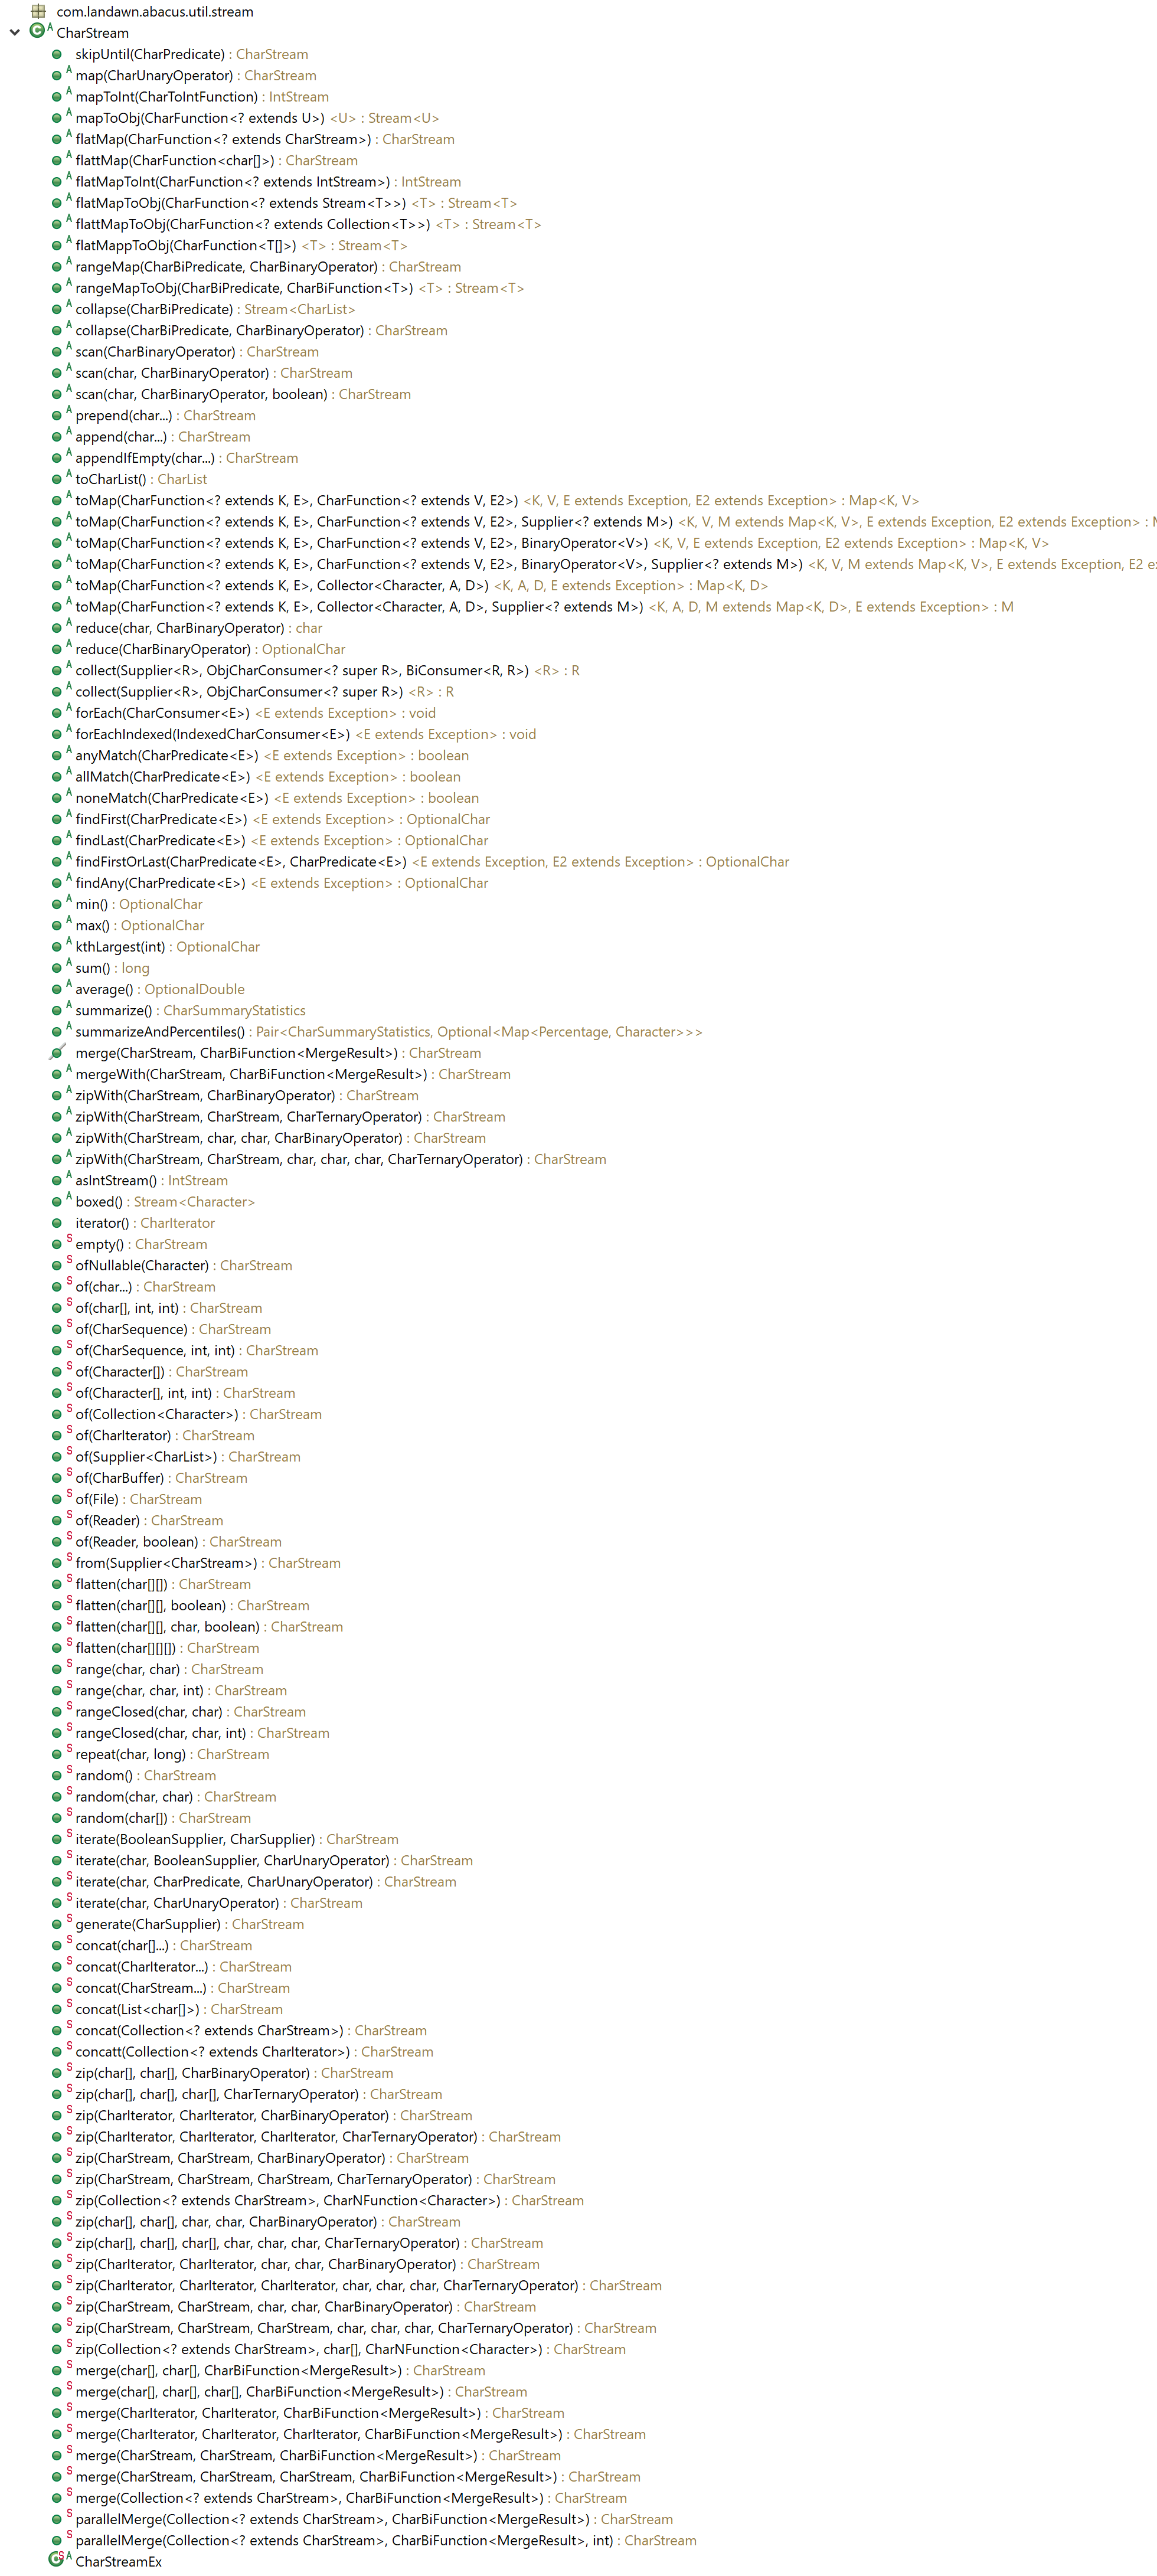 com.landawn.abacus.util.stream
CharStream
skipUntil(CharPredicate) : CharStream
map(CharUnaryOperator) : CharStream
mapToInt(CharToIntFunction) : IntStream
mapToObj(CharFunction<? extends U>) <U> : Stream<U>
flatMap(CharFunction<? extends CharStream>) : CharStream
flattMap(CharFunction<char[]>) : CharStream
flatMapToInt(CharFunction<? extends IntStream>) : IntStream
flatMapToObj(CharFunction<? extends Stream<T>>) <T> : Stream<T>
flattMapToObj(CharFunction<? extends Collection<T>>) <T> : Stream<T>
flatMappToObj(CharFunction<T[]>) <T> : Stream<T>
rangeMap(CharBiPredicate, CharBinaryOperator) : CharStream
rangeMapToObj(CharBiPredicate, CharBiFunction<T>) <T> : Stream<T>
collapse(CharBiPredicate) : Stream<CharList>
collapse(CharBiPredicate, CharBinaryOperator) : CharStream
scan(CharBinaryOperator) : CharStream
scan(char, CharBinaryOperator) : CharStream
scan(char, CharBinaryOperator, boolean) : CharStream
prepend(char...) : CharStream
append(char...) : CharStream
appendIfEmpty(char...) : CharStream
toCharList() : CharList
toMap(CharFunction<? extends K, E>, CharFunction<? extends V, E2>) <K, V, E extends Exception, E2 extends Exception> : Map<K, V>
toMap(CharFunction<? extends K, E>, CharFunction<? extends V, E2>, Supplier<? extends M>) <K, V, M extends Map<K, V>, E extends Exception, E2 extends Exception> : M
toMap(CharFunction<? extends K, E>, CharFunction<? extends V, E2>, BinaryOperator<V>) <K, V, E extends Exception, E2 extends Exception> : Map<K, V>
toMap(CharFunction<? extends K, E>, CharFunction<? extends V, E2>, BinaryOperator<V>, Supplier<? extends M>) <K, V, M extends Map<K, V>, E extends Exception, E2 e
toMap(CharFunction<? extends K, E>, Collector<Character, A, D>) <K, A, D, E extends Exception> : Map<K, D>
toMap(CharFunction<? extends K, E>, Collector<Character, A, D>, Supplier<? extends M>) <K, A, D, M extends Map<K, D>, E extends Exception> : M
reduce(char, CharBinaryOperator) : char
reduce(CharBinaryOperator) : OptionalChar
collect(Supplier<R>, ObjCharConsumer<? super R>, BiConsumer<R, R>) <R> : R
collect(Supplier<R>, ObjCharConsumer<? super R>) <R> : R
forEach(CharConsumer<E>) <E extends Exception> : void
forEachIndexed(IndexedCharConsumer<E>) <E extends Exception> : void
anyMatch(CharPredicate<E>) <E extends Exception> : boolean
allMatch(CharPredicate<E>) <E extends Exception> : boolean
noneMatch(CharPredicate<E>) <E extends Exception> : boolean
findFirst(CharPredicate<E>) <E extends Exception> : OptionalChar
findLast(CharPredicate<E>) <E extends Exception> : OptionalChar
findFirstOrLast(CharPredicate<E>, CharPredicate<E>) <E extends Exception, E2 extends Exception> : OptionalChar
findAny(CharPredicate<E>) <E extends Exception> : OptionalChar
min() : OptionalChar
max() : OptionalChar
kthLargest(int) : OptionalChar
sum() : long
average() : OptionalDouble
summarize() : CharSummaryStatistics
summarizeAndPercentiles() : Pair<CharSummaryStatistics, Optional<Map<Percentage, Character>>>
merge(CharStream, CharBiFunction<MergeResult>) : CharStream
mergeWith(CharStream, CharBiFunction<MergeResult>) : CharStream
zipWith(CharStream, CharBinaryOperator) : CharStream
zipWith(CharStream, CharStream, CharTernaryOperator) : CharStream
zipWith(CharStream, char, char, CharBinaryOperator) : CharStream
zipWith(CharStream, CharStream, char, char, char, CharTernaryOperator) : CharStream
asIntStream() : IntStream
boxed() : Stream<Character>
iterator() : CharIterator
empty() : CharStream
ofNullable(Character) : CharStream
of(char...) : CharStream
of(char[], int, int) : CharStream
of(CharSequence) : CharStream
of(CharSequence, int, int) : CharStream
of(Character[]) : CharStream
of(Character[], int, int) : CharStream
of(Collection<Character>) : CharStream
of(CharIterator) : CharStream
of(Supplier<CharList>) : CharStream
of(CharBuffer) : CharStream
of(File) : CharStream
of(Reader) : CharStream
of(Reader, boolean) : CharStream
from(Supplier<CharStream>) : CharStream
flatten(char[][]) : CharStream
flatten(char[][], boolean) : CharStream
flatten(char[][], char, boolean) : CharStream
flatten(char[][][]) : CharStream
range(char, char) : CharStream
range(char, char, int) : CharStream
rangeClosed(char, char) : CharStream
rangeClosed(char, char, int) : CharStream
repeat(char, long) : CharStream
random() : CharStream
random(char, char) : CharStream
random(char[]) : CharStream
iterate(BooleanSupplier, CharSupplier) : CharStream
iterate(char, BooleanSupplier, CharUnaryOperator) : CharStream
iterate(char, CharPredicate, CharUnaryOperator) : CharStream
iterate(char, CharUnaryOperator) : CharStream
generate(CharSupplier) : CharStream
concat(char[]...) : CharStream
concat(CharIterator...) : CharStream
concat(CharStream...) : CharStream
concat(List<char[]>) : CharStream
concat(Collection<? extends CharStream>) : CharStream
concatt(Collection<? extends CharIterator>) : CharStream
zip(char[], char[], CharBinaryOperator) : CharStream
zip(char[], char[], char[], CharTernaryOperator) : CharStream
zip(CharIterator, CharIterator, CharBinaryOperator) : CharStream
zip(CharIterator, CharIterator, CharIterator, CharTernaryOperator) : CharStream
zip(CharStream, CharStream, CharBinaryOperator) : CharStream
zip(CharStream, CharStream, CharStream, CharTernaryOperator) : CharStream
zip(Collection<? extends CharStream>, CharNFunction<Character>) : CharStream
zip(char[], char[], char, char, CharBinaryOperator) : CharStream
zip(char[], char[], char[], char, char, char, CharTernaryOperator) : CharStream
zip(CharIterator, CharIterator, char, char, CharBinaryOperator) : CharStream
zip(CharIterator, CharIterator, CharIterator, char, char, char, CharTernaryOperator) : CharStream
zip(CharStream, CharStream, char, char, CharBinaryOperator) : CharStream
zip(CharStream, CharStream, CharStream, char, char, char, CharTernaryOperator) : CharStream
zip(Collection<? extends CharStream>, char[], CharNFunction<Character>) : CharStream
merge(char[], char[], CharBiFunction<MergeResult>) : CharStream
merge(char[], char[], char[], CharBiFunction<MergeResult>) : CharStream
merge(CharIterator, CharIterator, CharBiFunction<MergeResult>) : CharStream
merge(CharIterator, CharIterator, CharIterator, CharBiFunction<MergeResult>) : CharStream
merge(CharStream, CharStream, CharBiFunction<MergeResult>) : CharStream
merge(CharStream, CharStream, CharStream, CharBiFunction<MergeResult>) : CharStream
merge(Collection<? extends CharStream>, CharBiFunction<MergeResult>) : CharStream
parallelMerge(Collection<? extends CharStream>, CharBiFunction<MergeResult>) : CharStream
parallelMerge(Collection<? extends CharStream>, CharBiFunction<MergeResult>, int) : CharStream
CharStreamEx